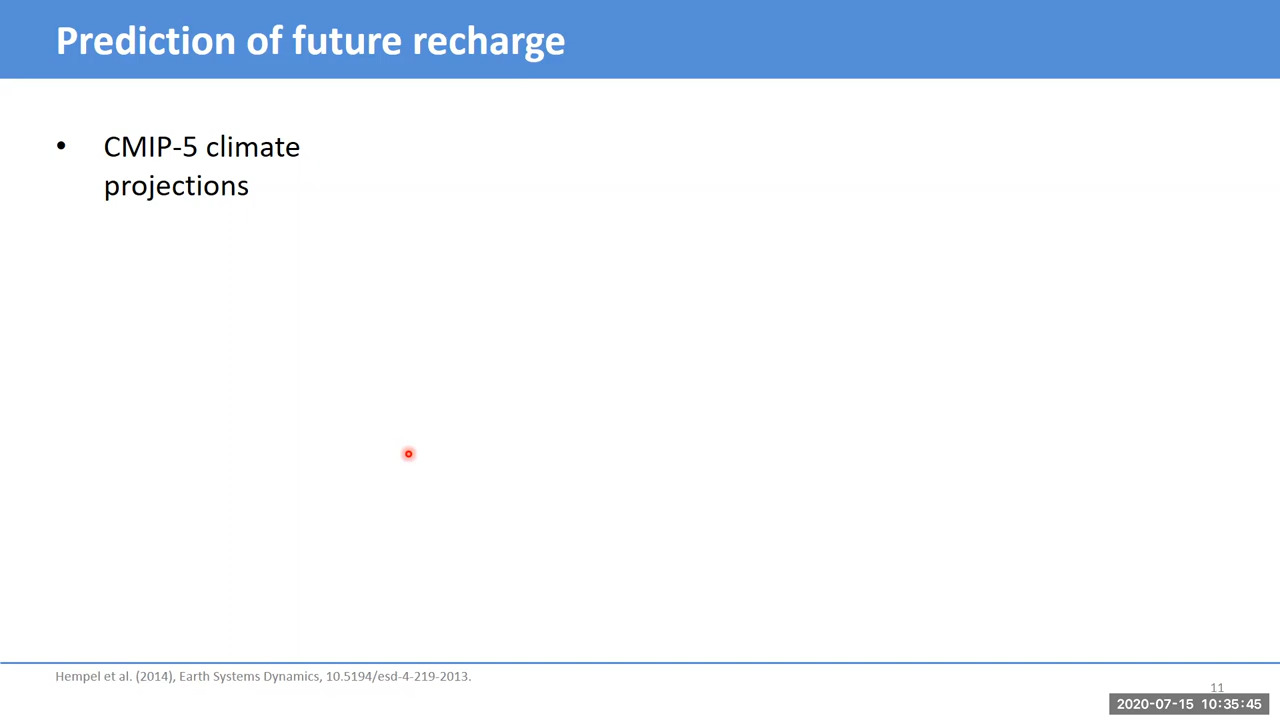 Prediction of future recharge
• CMIP-5 climate
projections
Hempel et al. (2014), Earth Systems Dynamics, 10.5194/esd-4-219-2013.
11
2020-07-15 10:35:45